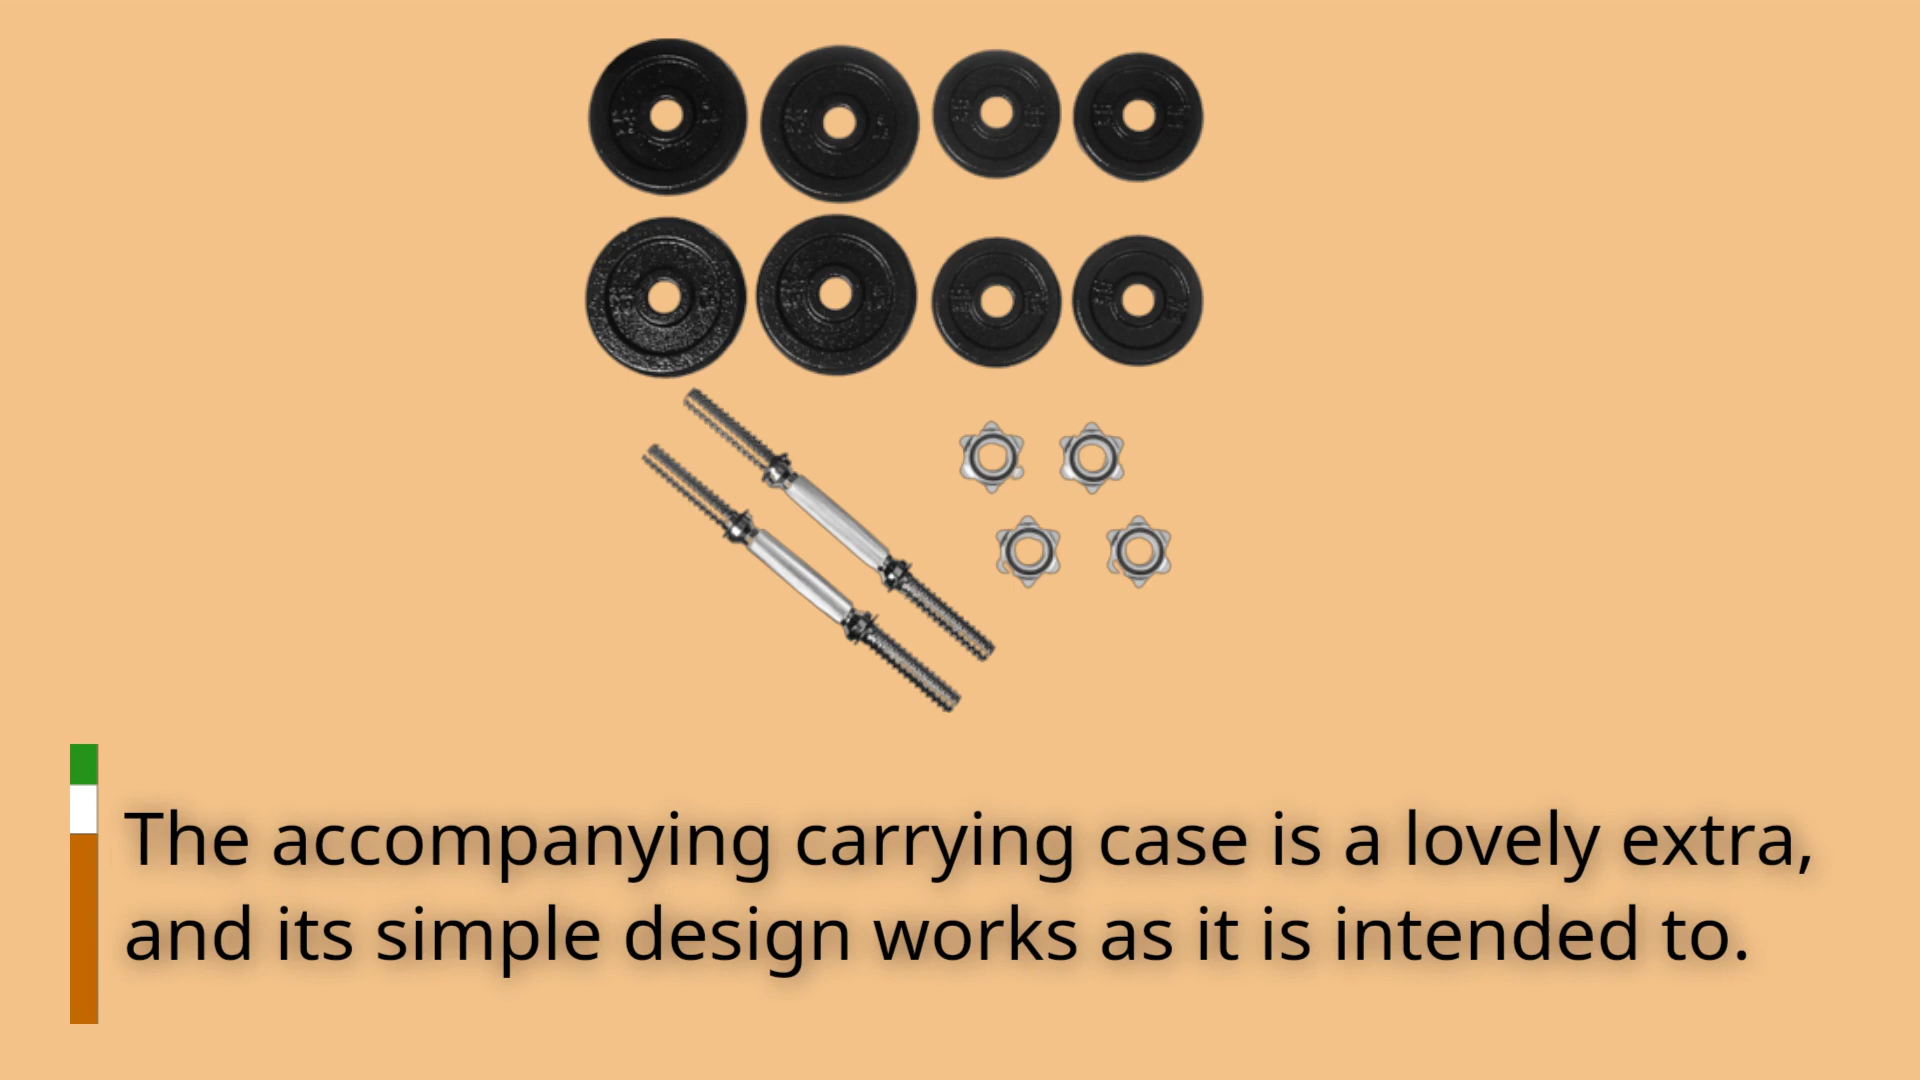 The accompanying carrying case is a lovely extra,
and its simple design works as it is intended to.